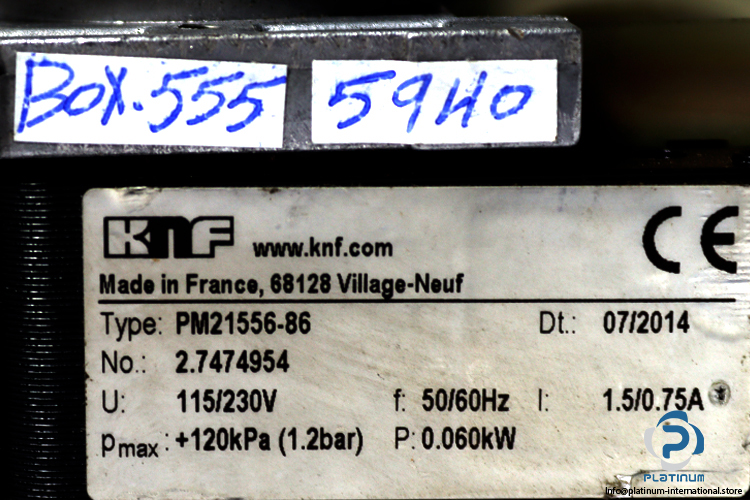 BOX.555 5940
KNF www.knf.com CE
Made in France, 68128 Village-Neuf
Type: PM21556-86 Dt.: 07/2014
No.: 2.7474954
U: 115/230V f: 50/60Hz I: 1.5/0.75A
pmax: +120kPa (1.2bar) P: 0.060kW
PLATINUM
Info@platinum-international.store